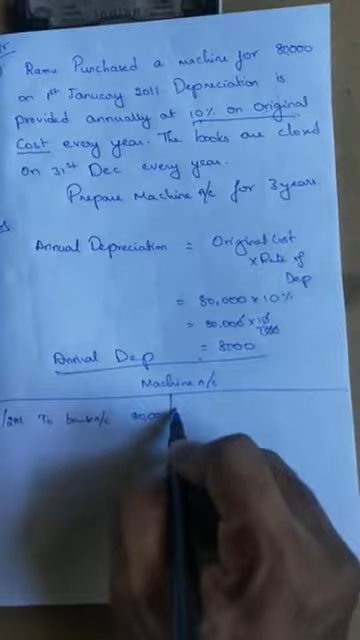 Ramu Purchased a machine for 80000
on 1st January 2011 Depreciation is
provided annually at 10% on original
Cost every year. The books are closed
on 31st Dec every year.
Prepare Machine a/c for 3 years
Annual Depreciation = Original Cost
× Rate of
Dep
= 80,000 × 10%
= 80,000 × 10/100
= 8000
Annual Dep
Machine a/c
To bank a/c